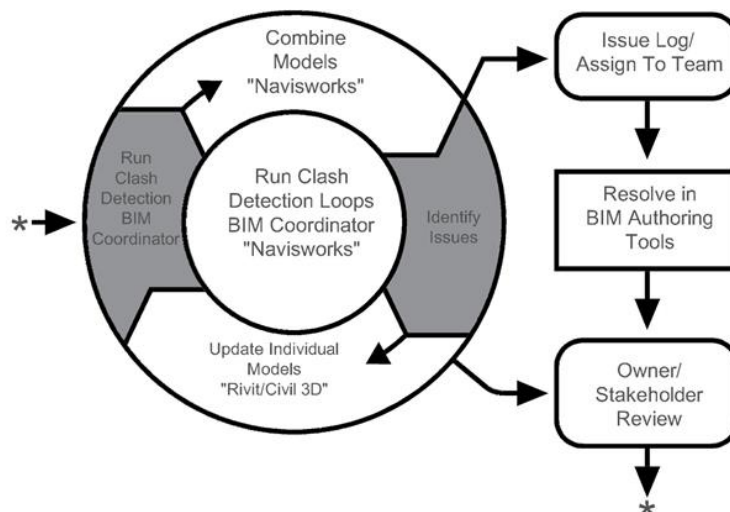 Combine
Models
"Navisworks"
Run
Clash
Detection
BIM
Coordinator
Run Clash
Detection Loops
BIM Coordinator
"Navisworks"
Identify
Issues
Update Individual
Models
"Rivit/Civil 3D"
*
Issue Log/
Assign To Team
Resolve in
BIM Authoring
Tools
Owner/
Stakeholder
Review
*